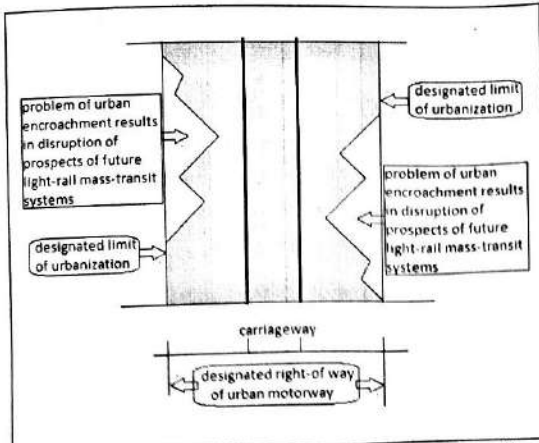 problem of urban
encroachment results
in disruption of
prospects of future
light-rail mass-transit
systems
designated limit
of urbanization
designated limit
of urbanization
problem of urban
encroachment results
in disruption of
prospects of future
light-rail mass-transit
systems
carriageway
designated right-of way
of urban motorway